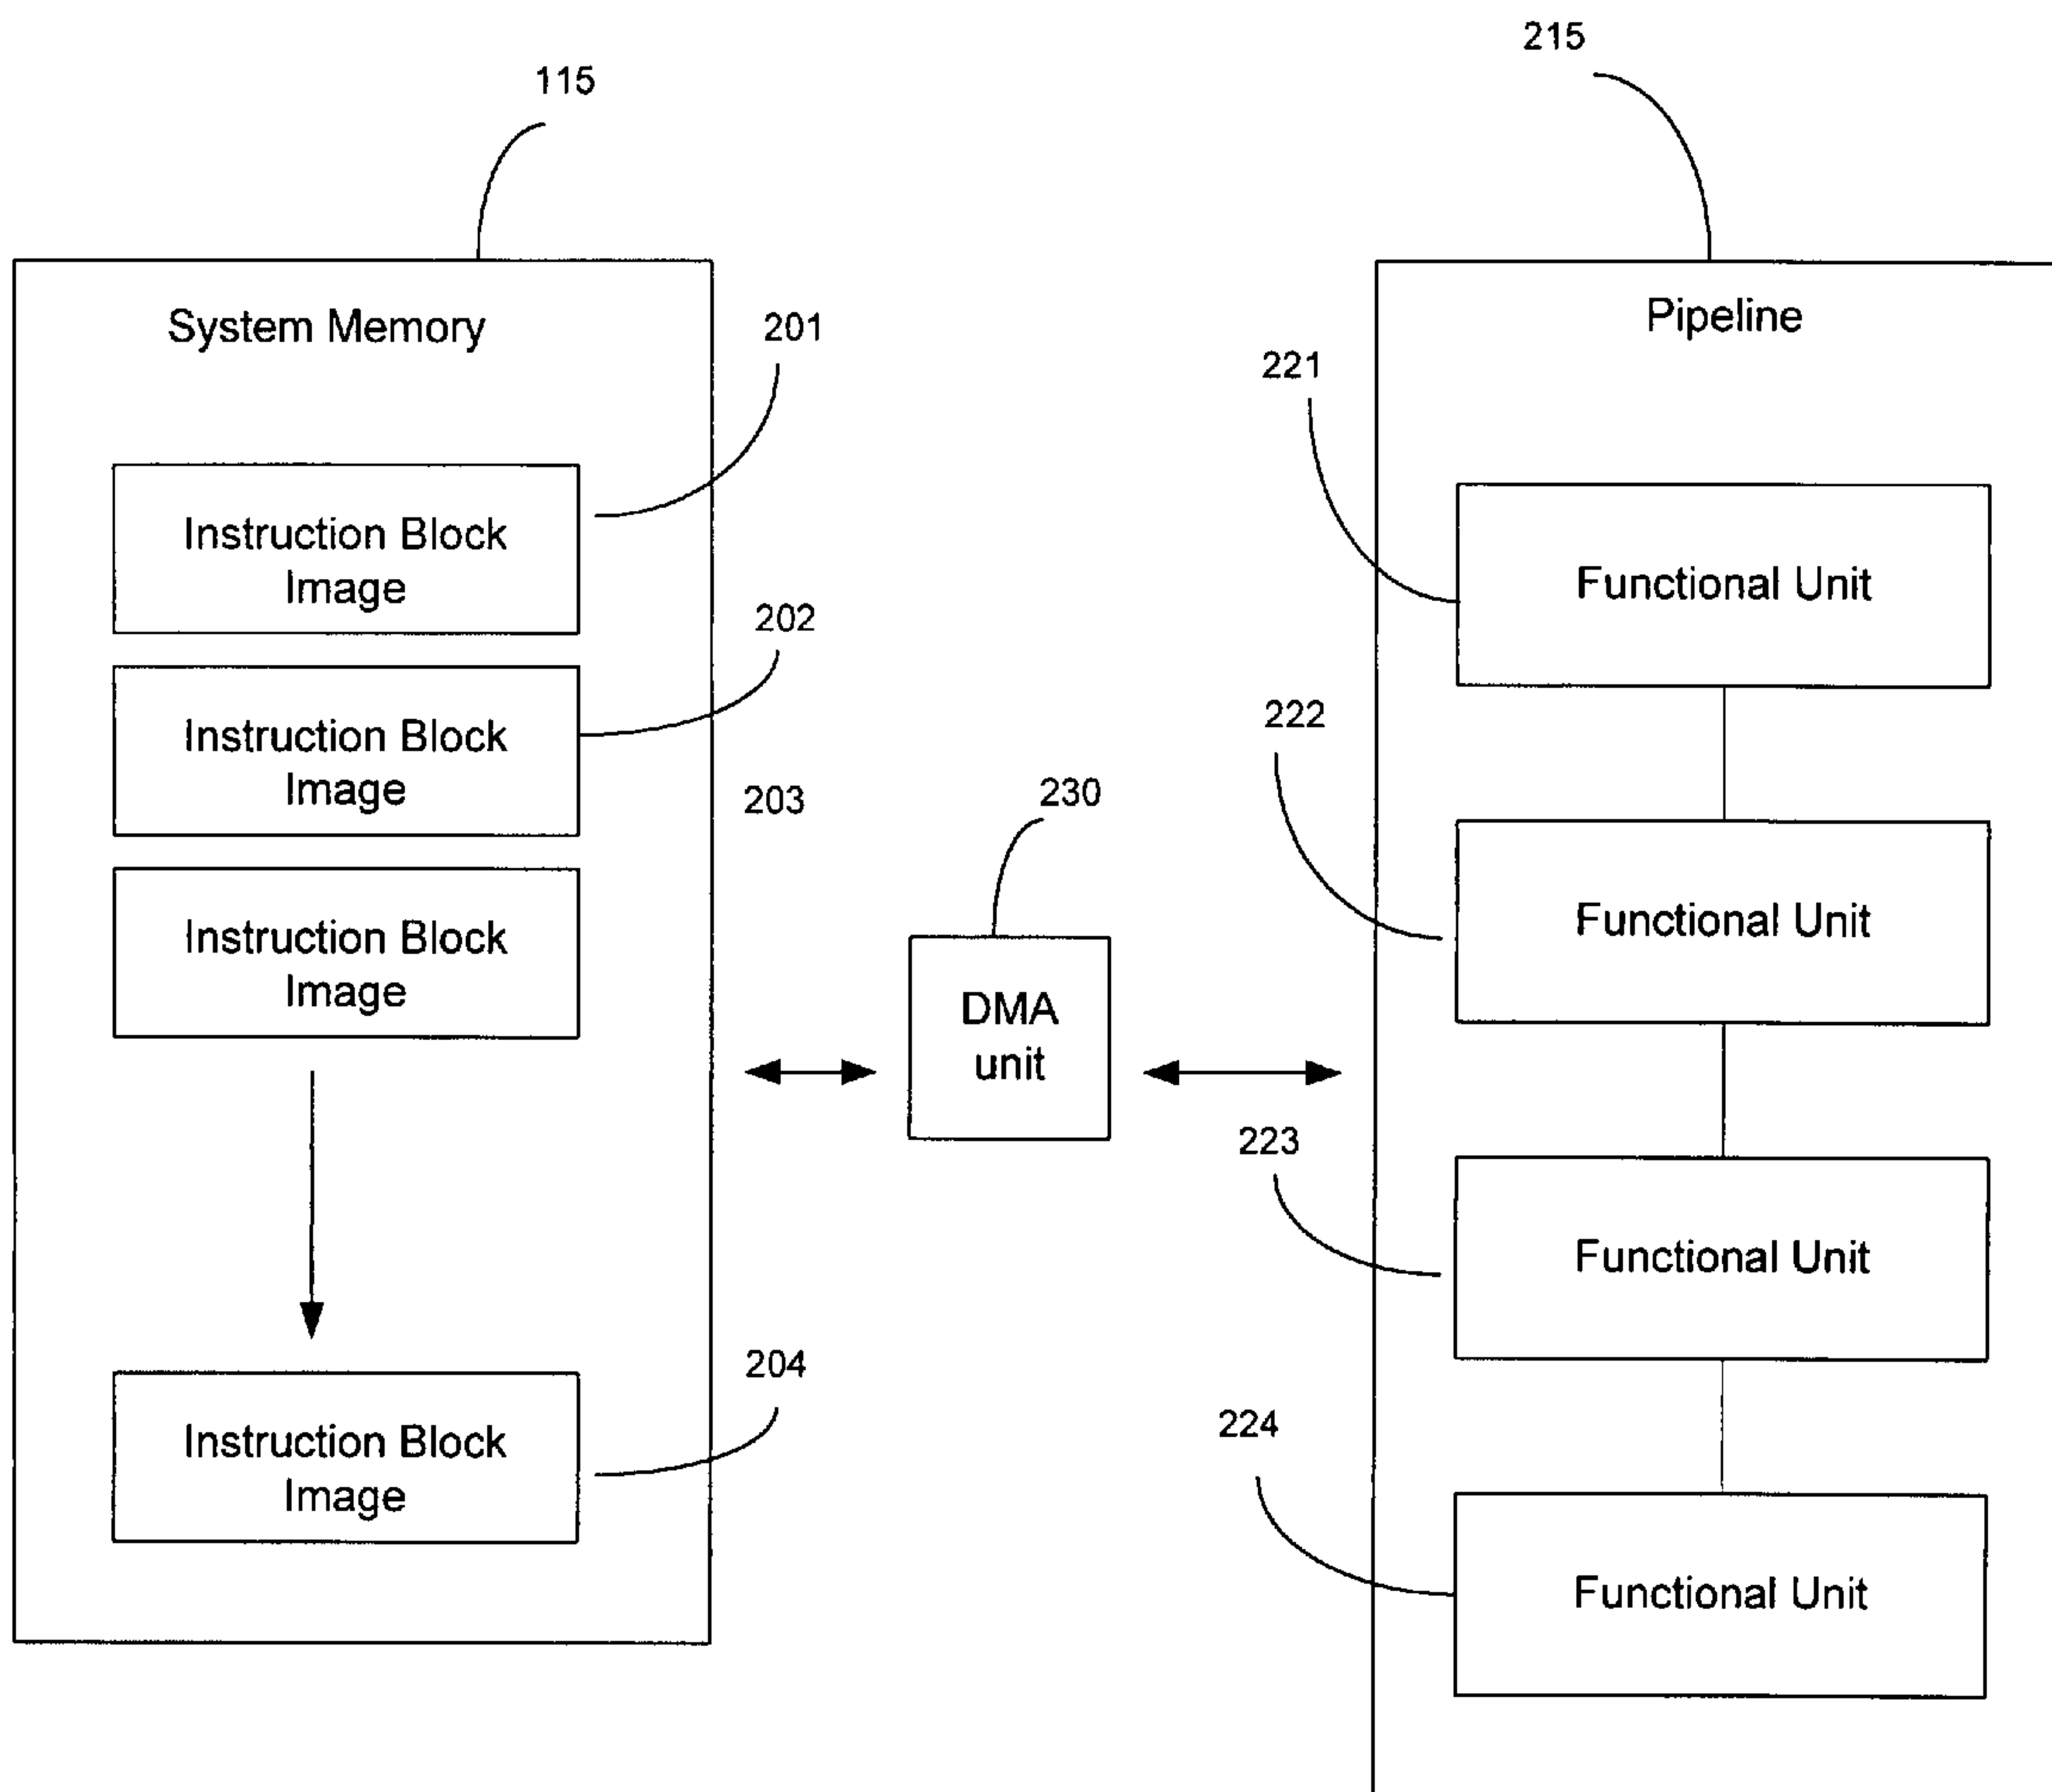 215
115
System Memory
Pipeline
201
221
Instruction Block
Image
Functional Unit
202
222
Instruction Block
Image
203
230
Functional Unit
Instruction Block
Image
DMA
unit
223
Functional Unit
204
224
Instruction Block
Image
Functional Unit